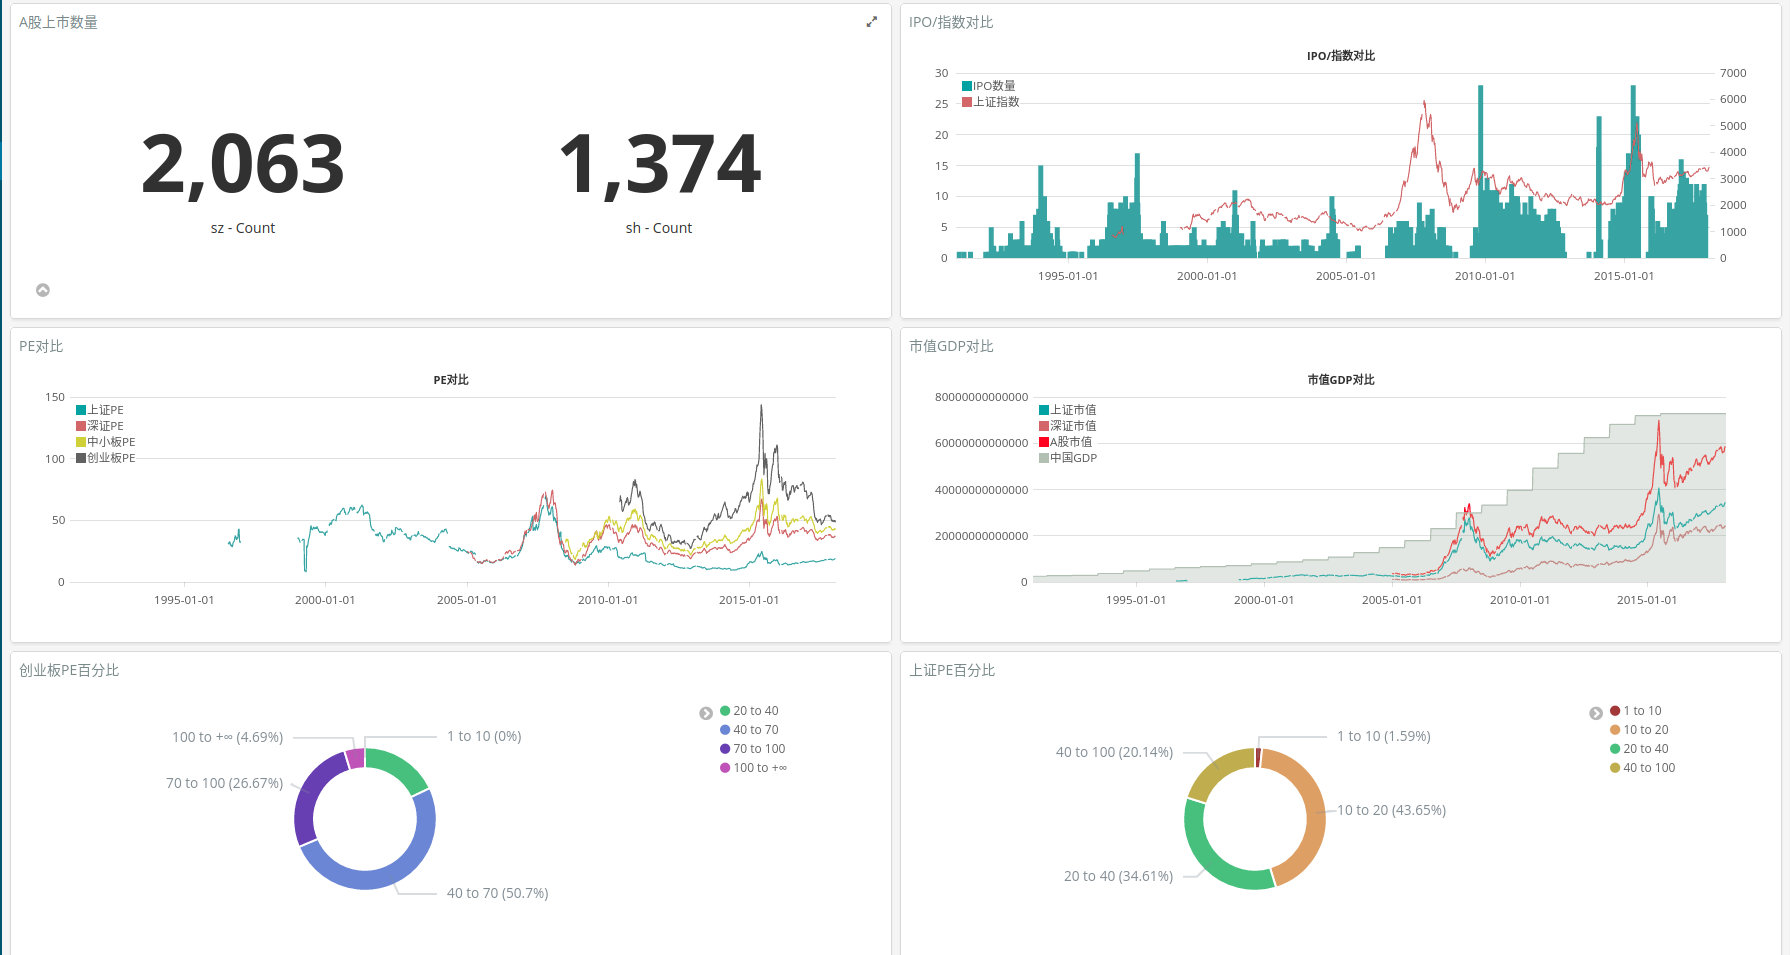 A股上市数量
2,063
sz - Count
1,374
sh - Count
IPO/指数对比
IPO/指数对比
IPO数量
上证指数
30
25
20
15
10
5
0
7000
6000
5000
4000
3000
2000
1000
0
1995-01-01
2000-01-01
2005-01-01
2010-01-01
2015-01-01
PE对比
PE对比
上证PE
深证PE
中小板PE
创业板PE
150
100
50
0
1995-01-01
2000-01-01
2005-01-01
2010-01-01
2015-01-01
市值GDP对比
市值GDP对比
上证市值
深证市值
A股市值
中国GDP
80000000000000
60000000000000
40000000000000
20000000000000
0
1995-01-01
2000-01-01
2005-01-01
2010-01-01
2015-01-01
创业板PE百分比
100 to +∞ (4.69%)
1 to 10 (0%)
70 to 100 (26.67%)
40 to 70 (50.7%)
20 to 40
40 to 70
70 to 100
100 to +∞
上证PE百分比
1 to 10 (1.59%)
40 to 100 (20.14%)
10 to 20 (43.65%)
20 to 40 (34.61%)
1 to 10
10 to 20
20 to 40
40 to 100